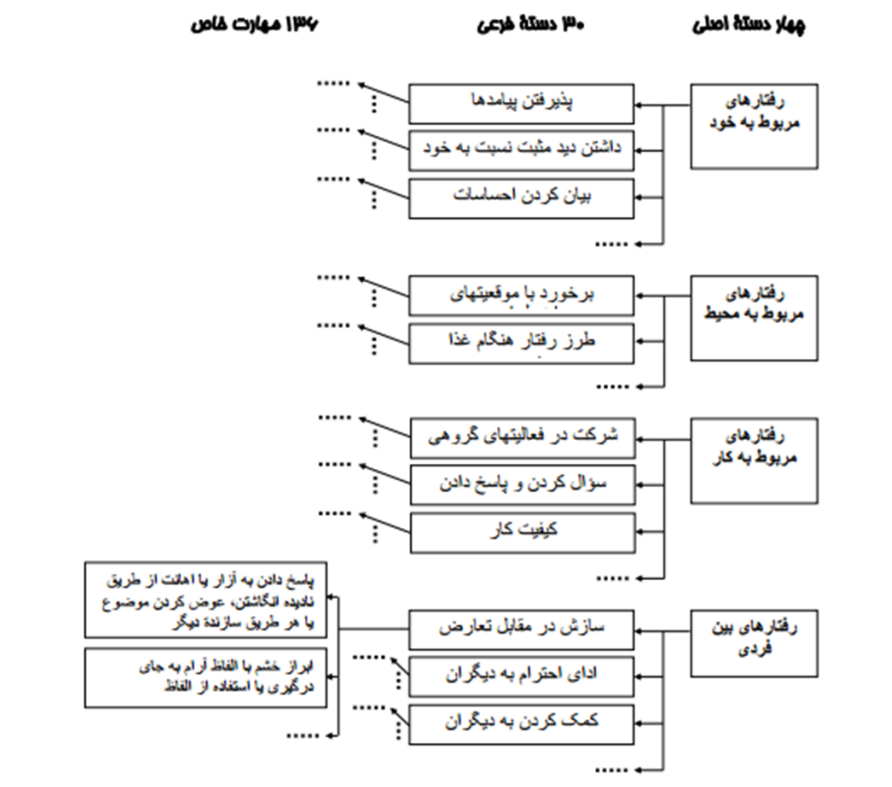 چهار دستۀ اصلی
۳۰ دستۀ فرعی
۱۳۶ مهارت خاص
رفتارهای
مربوط به خود
پذیرفتن پیامدها
.....
داشتن دید مثبت نسبت به خود
.....
بیان کردن احساسات
.....
.....
رفتارهای
مربوط به محیط
برخورد با موقعیتهای
.....
طرز رفتار هنگام غذا
.....
.....
رفتارهای
مربوط به کار
شرکت در فعالیتهای گروهی
.....
سؤال کردن و پاسخ دادن
.....
کیفیت کار
.....
.....
رفتارهای بین
فردی
سازش در مقابل تعارض
پاسخ دادن به آزار یا اهانت از طریق
نادیده انگاشتن، عوض کردن موضوع
یا هر طریق سازندۀ دیگر
ابراز خشم با الفاظ آرام به جای
درگیری یا استفاده از الفاظ
.....
ادای احترام به دیگران
.....
کمک کردن به دیگران
.....
.....